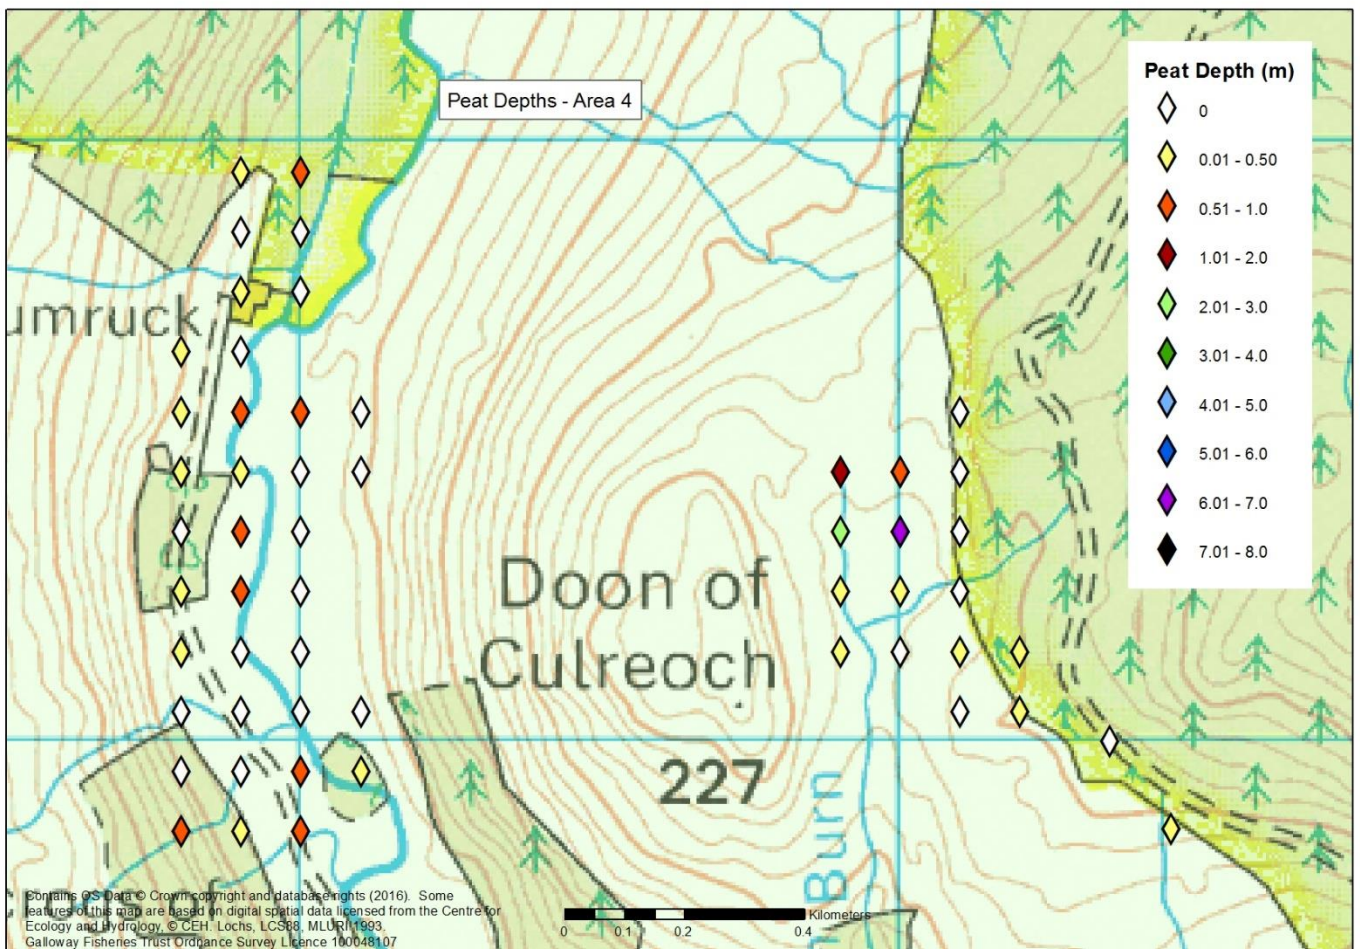 Peat Depths - Area 4
Peat Depth (m)
0
0.01 - 0.50
0.51 - 1.0
1.01 - 2.0
2.01 - 3.0
3.01 - 4.0
4.01 - 5.0
5.01 - 6.0
6.01 - 7.0
7.01 - 8.0
umruck
Doon of
Culreoch
227
Burn
Contains OS Data © Crown copyright and database rights (2016). Some
features of this map are based on digital spatial data licensed from the Centre for
Ecology and Hydrology, © CEH. Lochs, LCS88, MLURI 1993.
Galloway Fisheries Trust Ordnance Survey Licence 100048107
Kilometers
0 0.1 0.2 0.4